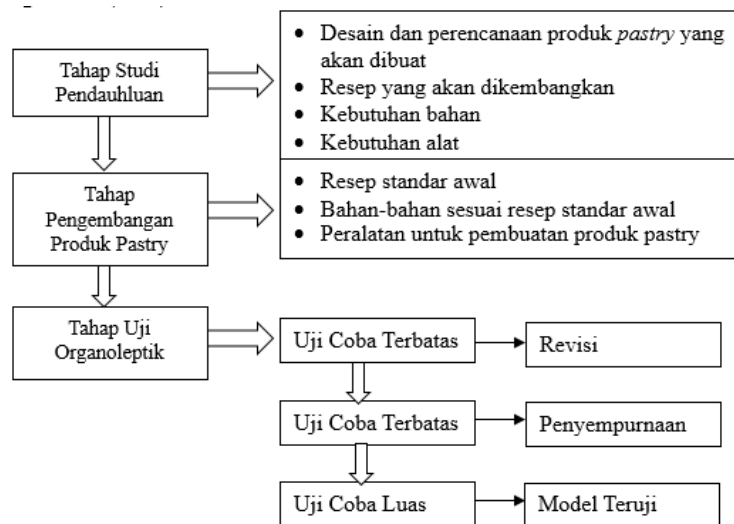 Tahap Studi
Pendauhluan
• Desain dan perencanaan produk pastry yang
akan dibuat
• Resep yang akan dikembangkan
• Kebutuhan bahan
• Kebutuhan alat
Tahap
Pengembangan
Produk Pastry
• Resep standar awal
• Bahan-bahan sesuai resep standar awal
• Peralatan untuk pembuatan produk pastry
Tahap Uji
Organoleptik
Uji Coba Terbatas
Revisi
Uji Coba Terbatas
Penyempurnaan
Uji Coba Luas
Model Teruji